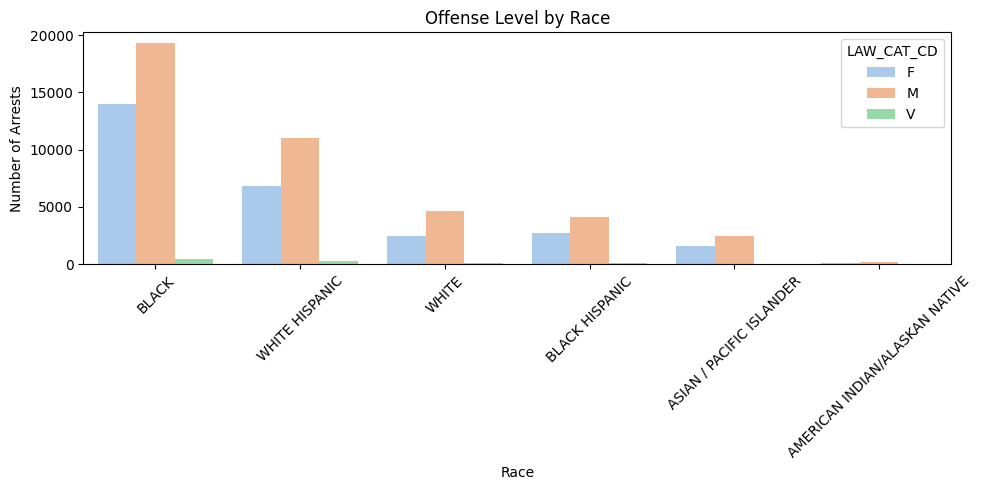 Offense Level by Race
Number of Arrests
20000
15000
10000
5000
0
LAW_CAT_CD
F
M
V
BLACK
WHITE HISPANIC
WHITE
BLACK HISPANIC
ASIAN / PACIFIC ISLANDER
AMERICAN INDIAN/ALASKAN NATIVE
Race